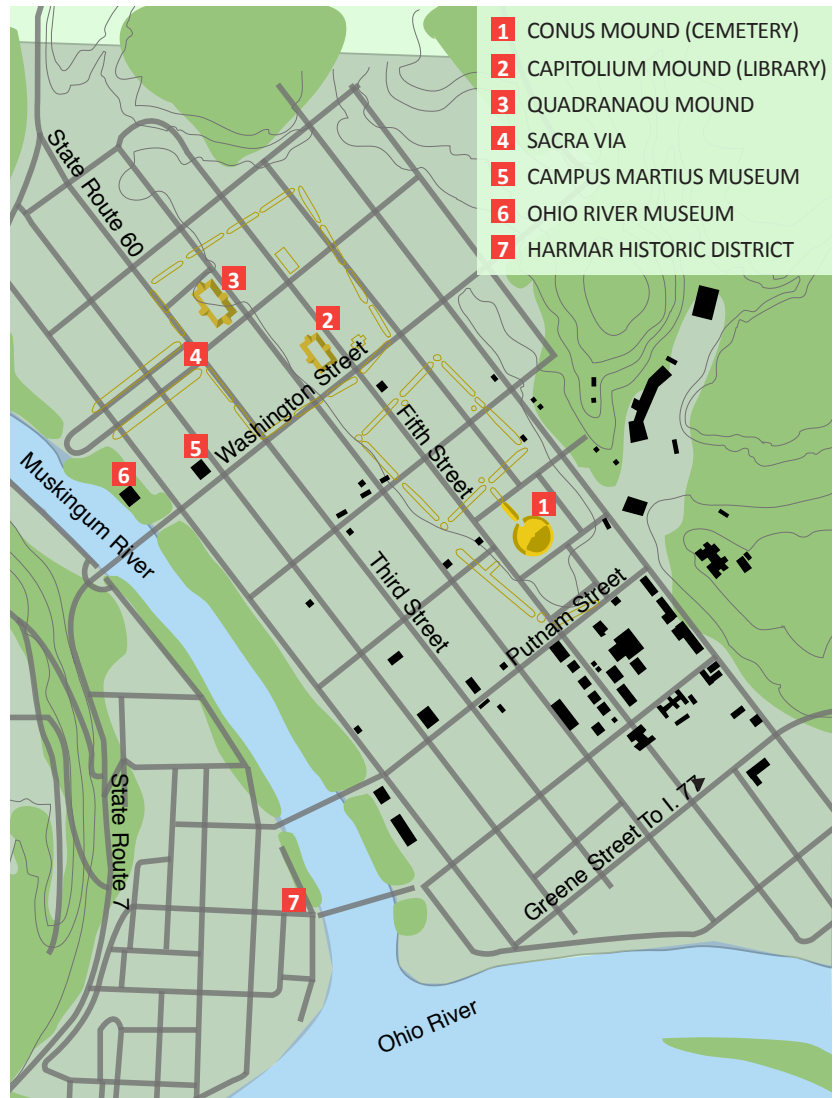 1 CONUS MOUND (CEMETERY)
2 CAPITOLIUM MOUND (LIBRARY)
3 QUADRANAOU MOUND
4 SACRA VIA
5 CAMPUS MARTIUS MUSEUM
6 OHIO RIVER MUSEUM
7 HARMAR HISTORIC DISTRICT
State Route 60
3
2
4
Washington Street
Fifth Street
5
6
1
Muskingum River
Third Street
Putnam Street
State Route 7
Greene Street To I. 77
7
Ohio River